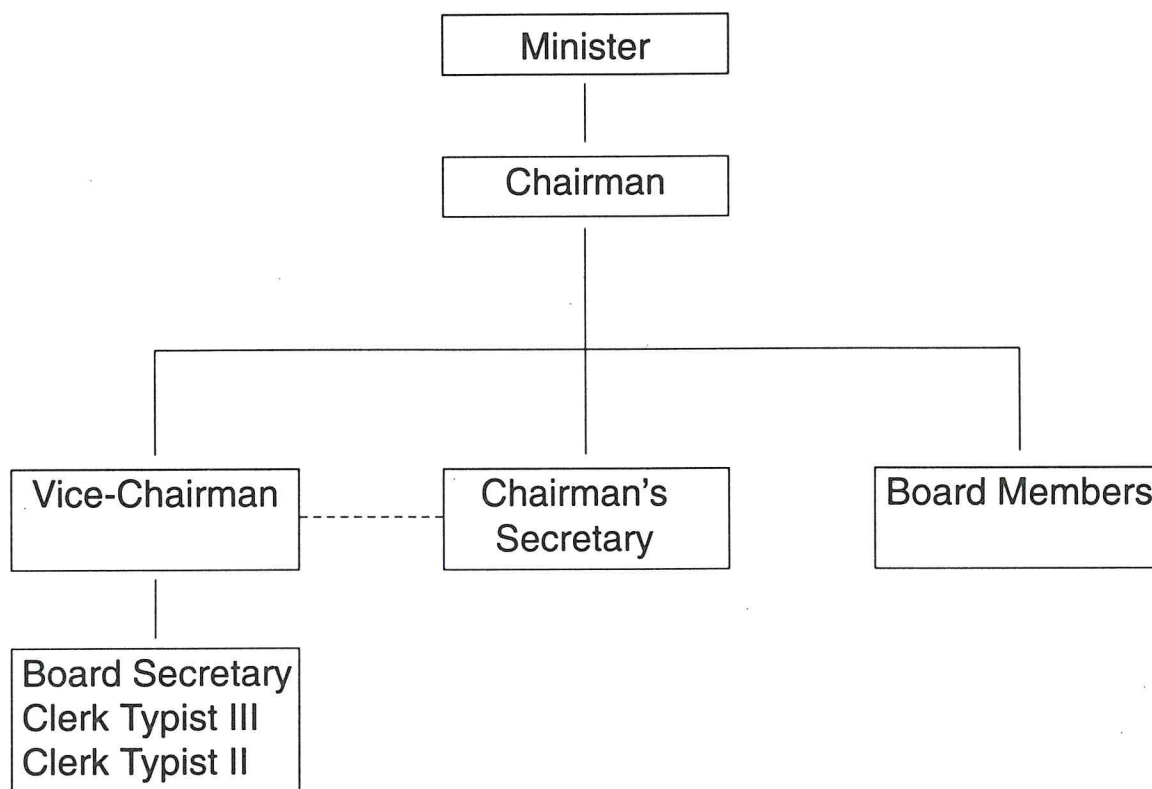 Minister
Chairman
Vice-Chairman
Chairman's
Secretary
Board Members
Board Secretary
Clerk Typist III
Clerk Typist II